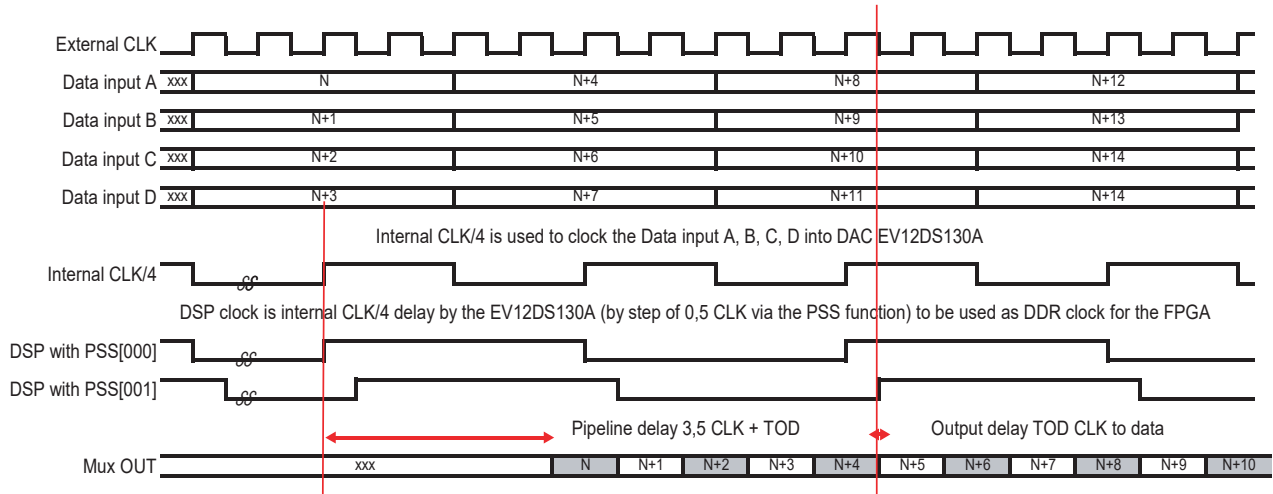 External CLK
Data input A xxx N N+4 N+8 N+12
Data input B xxx N+1 N+5 N+9 N+13
Data input C xxx N+2 N+6 N+10 N+14
Data input D xxx N+3 N+7 N+11 N+14
Internal CLK/4 is used to clock the Data input A, B, C, D into DAC EV12DS130A
Internal CLK/4
DSP clock is internal CLK/4 delay by the EV12DS130A (by step of 0,5 CLK via the PSS function) to be used as DDR clock for the FPGA
DSP with PSS[000]
DSP with PSS[001]
Pipeline delay 3,5 CLK + TOD Output delay TOD CLK to data
Mux OUT xxx N N+1 N+2 N+3 N+4 N+5 N+6 N+7 N+8 N+9 N+10